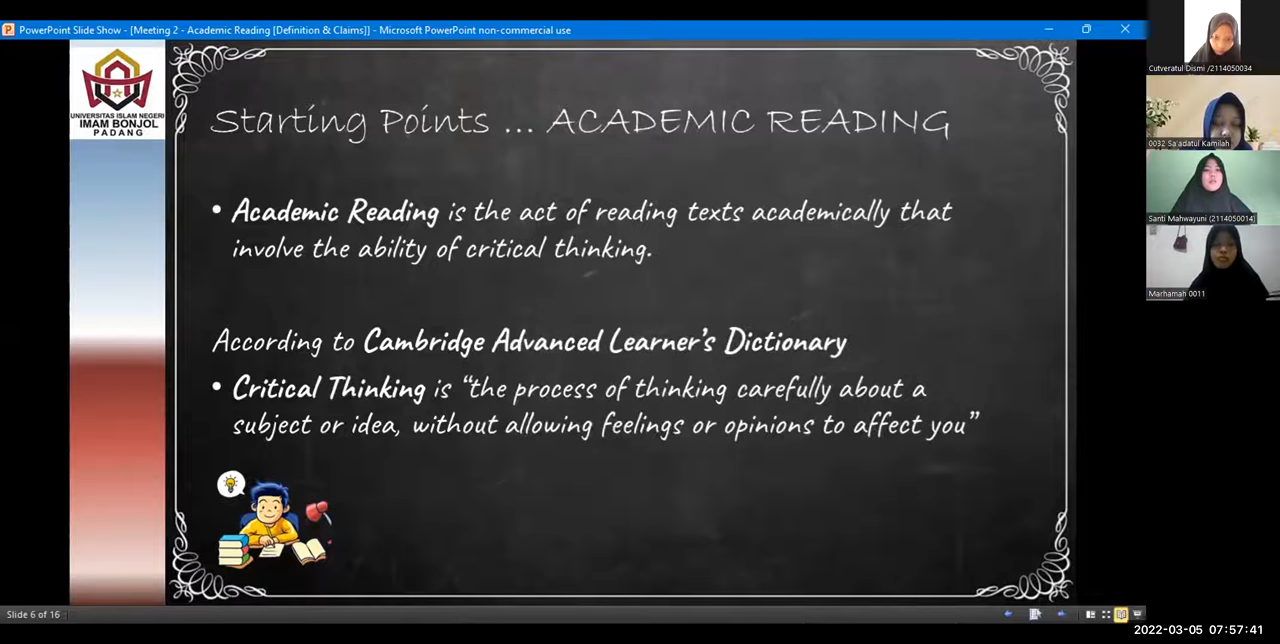 PowerPoint Slide Show - [Meeting 2 - Academic Reading [Definition & Claims]] - Microsoft PowerPoint non-commercial use
UNIVERSITAS ISLAM NEGERI
IMAM BONJOL
PADANG
Starting Points ... ACADEMIC READING
• Academic Reading is the act of reading texts academically that
involve the ability of critical thinking.
According to Cambridge Advanced Learner's Dictionary
• Critical Thinking is “the process of thinking carefully about a
subject or idea, without allowing feelings or opinions to affect you”
Cutveratul Dismi /2114050034
0032 Sa'adatul Kamilah
Santi Mahwayuni (2114050014)
Marhamah 0011
Slide 6 of 16
2022-03-05 07:57:41